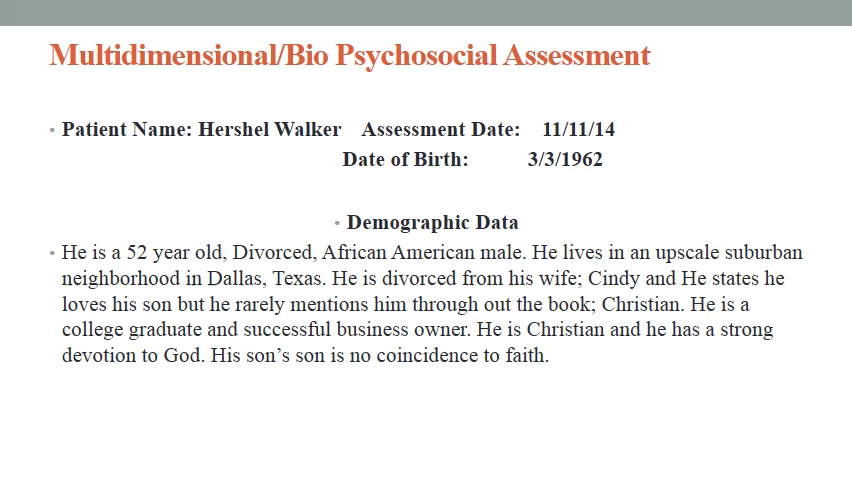 Multidimensional/Bio Psychosocial Assessment
• Patient Name: Hershel Walker Assessment Date: 11/11/14
Date of Birth: 3/3/1962
• Demographic Data
• He is a 52 year old, Divorced, African American male. He lives in an upscale suburban
neighborhood in Dallas, Texas. He is divorced from his wife; Cindy and He states he
loves his son but he rarely mentions him through out the book; Christian. He is a
college graduate and successful business owner. He is Christian and he has a strong
devotion to God. His son’s son is no coincidence to faith.